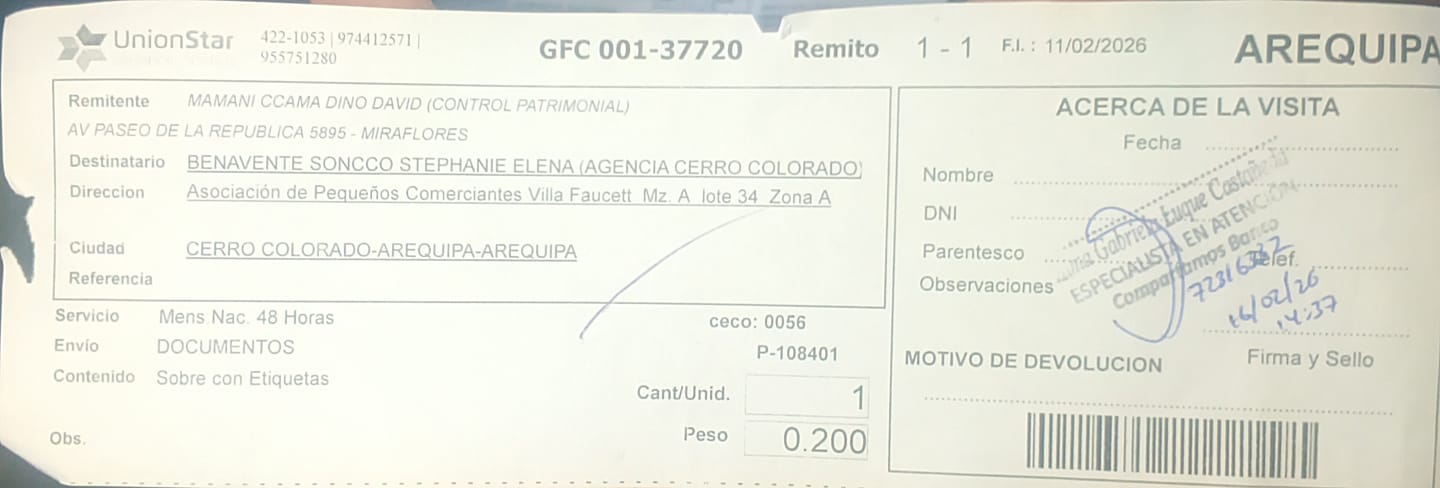 UnionStar
422-1053 | 974412571 |
955751280
GFC 001-37720 Remito 1 - 1 F.I. : 11/02/2026 AREQUIPA
Remitente MAMANI CCAMA DINO DAVID (CONTROL PATRIMONIAL)
AV PASEO DE LA REPUBLICA 5895 - MIRAFLORES
Destinatario BENAVENTE SONCCO STEPHANIE ELENA (AGENCIA CERRO COLORADO)
Direccion Asociación de Pequeños Comerciantes Villa Faucett Mz. A lote 34 Zona A
Ciudad CERRO COLORADO-AREQUIPA-AREQUIPA
Referencia
Servicio Mens Nac. 48 Horas
Envío DOCUMENTOS
Contenido Sobre con Etiquetas
ceco: 0056
P-108401
Cant/Unid. 1
Peso 0.200
Obs.
ACERCA DE LA VISITA
Fecha
Nombre
DNI
Parentesco
Observaciones
Telef.
Gabriela Luque Castañeda
ESPECIALISTA EN ATENCIÓN
Compartamos Banco
16/02/26
14:37
Firma y Sello
MOTIVO DE DEVOLUCION